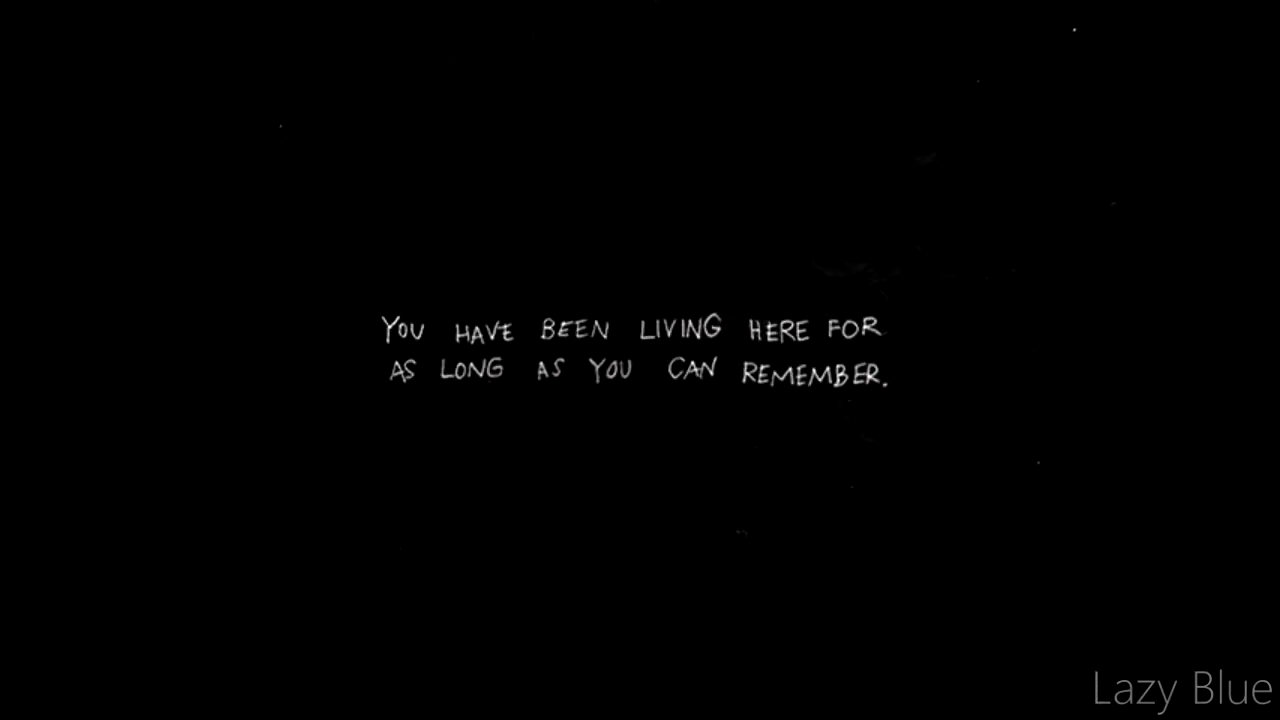 YOU HAVE BEEN LIVING HERE FOR
AS LONG AS YOU CAN REMEMBER.
Lazy Blue